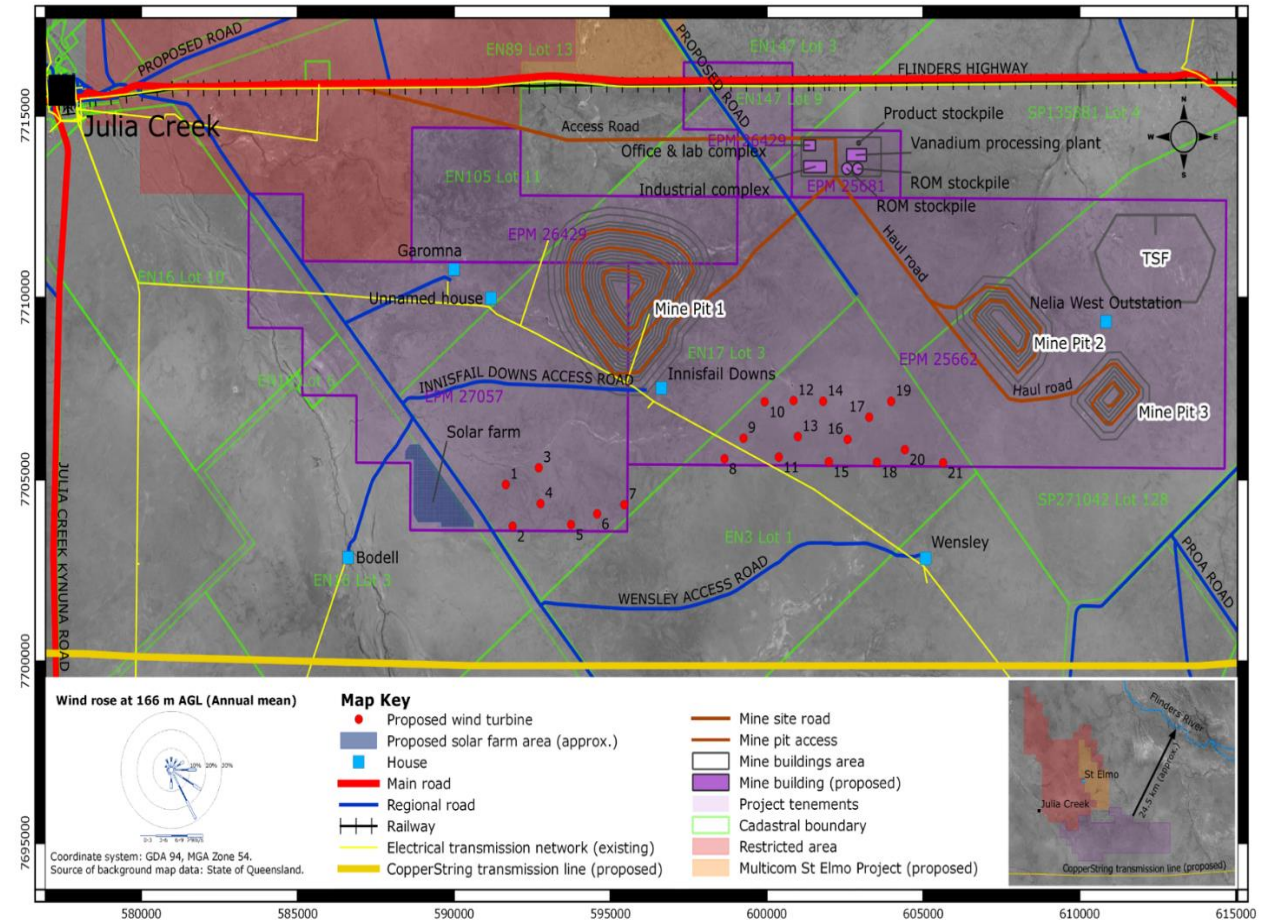 PROPOSED ROAD
EN89 Lot 13
PROPOSED ROAD
EN147 Lot 3
FLINDERS HIGHWAY
EN147 Lot 9
SP135881 Lot 4
Julia Creek
Access Road
Product stockpile
EPM 26429
Office & lab complex
Vanadium processing plant
EN105 Lot 11
Industrial complex
EPM 25681
ROM stockpile
ROM stockpile
N
W
E
S
EPM 26429
Garomna
Haul road
TSF
EN16 Lot 10
Unnamed house
Mine Pit 1
Nelia West Outstation
Mine Pit 2
EN17 Lot 3
EPM 25662
INNISFAIL DOWNS ACCESS ROAD
Innisfail Downs
EPM 27057
Haul road
Mine Pit 3
Solar farm
12
14
19
10
17
9
13
16
8
11
15
18
20
21
3
1
4
7
6
2
5
SP271042 Lot 128
EN3 Lot 1
Bodell
Wensley
WENSLEY ACCESS ROAD
PROA ROAD
JULIA CREEK KYNUNA ROAD
7715000
7710000
7705000
7700000
7695000
Wind rose at 166 m AGL (Annual mean)
10% 20% 20%
Coordinate system: GDA 94, MGA Zone 54.
Source of background map data: State of Queensland.
Map Key
Proposed wind turbine
Proposed solar farm area (approx.)
House
Main road
Regional road
Railway
Electrical transmission network (existing)
CopperString transmission line (proposed)
Mine site road
Mine pit access
Mine buildings area
Mine building (proposed)
Project tenements
Cadastral boundary
Restricted area
Multicom St Elmo Project (proposed)
Flinders River
St Elmo
Julia Creek
24.5 km (approx.)
CopperString transmission line (proposed)
580000
585000
590000
595000
600000
605000
610000
615000